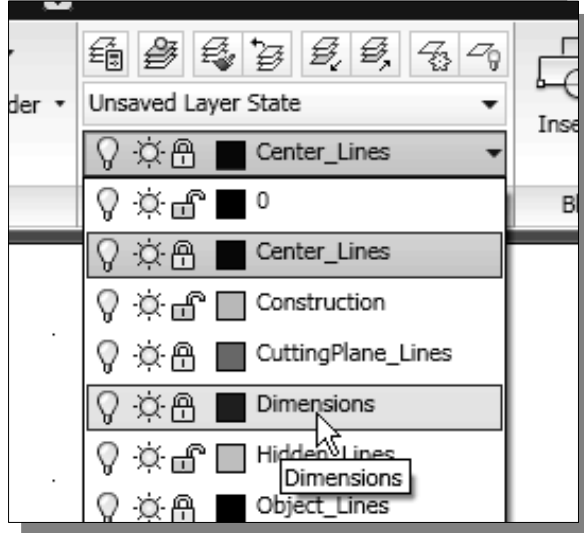 der
Unsaved Layer State
Inse
Center_Lines
0
Bl
Center_Lines
Construction
CuttingPlane_Lines
Dimensions
Hidden_Lines
Dimensions
Object_Lines